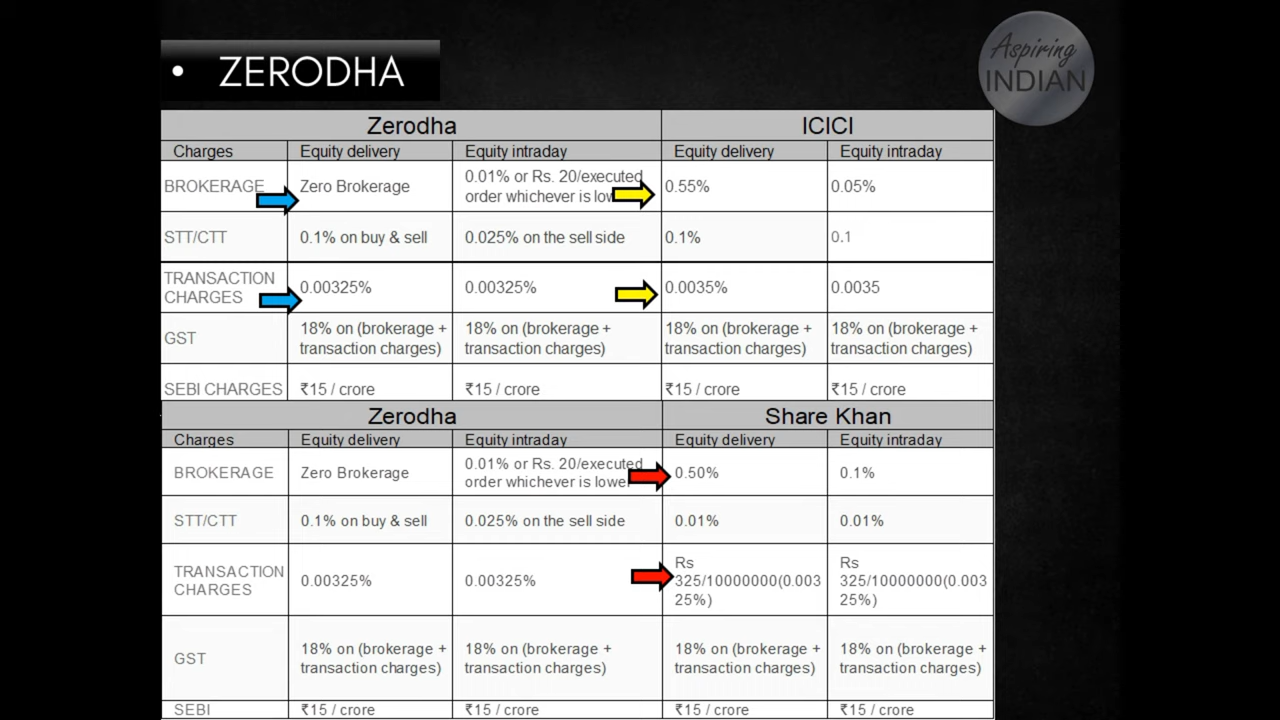 • ZERODHA
Aspiring
INDIAN
Zerodha ICICI
Charges Equity delivery Equity intraday Equity delivery Equity intraday
BROKERAGE Zero Brokerage 0.01% or Rs. 20/executed order whichever is low 0.55% 0.05%
STT/CTT 0.1% on buy & sell 0.025% on the sell side 0.1% 0.1
TRANSACTION CHARGES 0.00325% 0.00325% 0.0035% 0.0035
GST 18% on (brokerage + transaction charges) 18% on (brokerage + transaction charges) 18% on (brokerage + transaction charges) 18% on (brokerage + transaction charges)
SEBI CHARGES ₹15 / crore ₹15 / crore ₹15 / crore ₹15 / crore
Zerodha Share Khan
Charges Equity delivery Equity intraday Equity delivery Equity intraday
BROKERAGE Zero Brokerage 0.01% or Rs. 20/executed order whichever is lower 0.50% 0.1%
STT/CTT 0.1% on buy & sell 0.025% on the sell side 0.01% 0.01%
TRANSACTION CHARGES 0.00325% 0.00325% Rs 325/10000000(0.00325%) Rs 325/10000000(0.00325%)
GST 18% on (brokerage + transaction charges) 18% on (brokerage + transaction charges) 18% on (brokerage + transaction charges) 18% on (brokerage + transaction charges)
SEBI ₹15 / crore ₹15 / crore ₹15 / crore ₹15 / crore